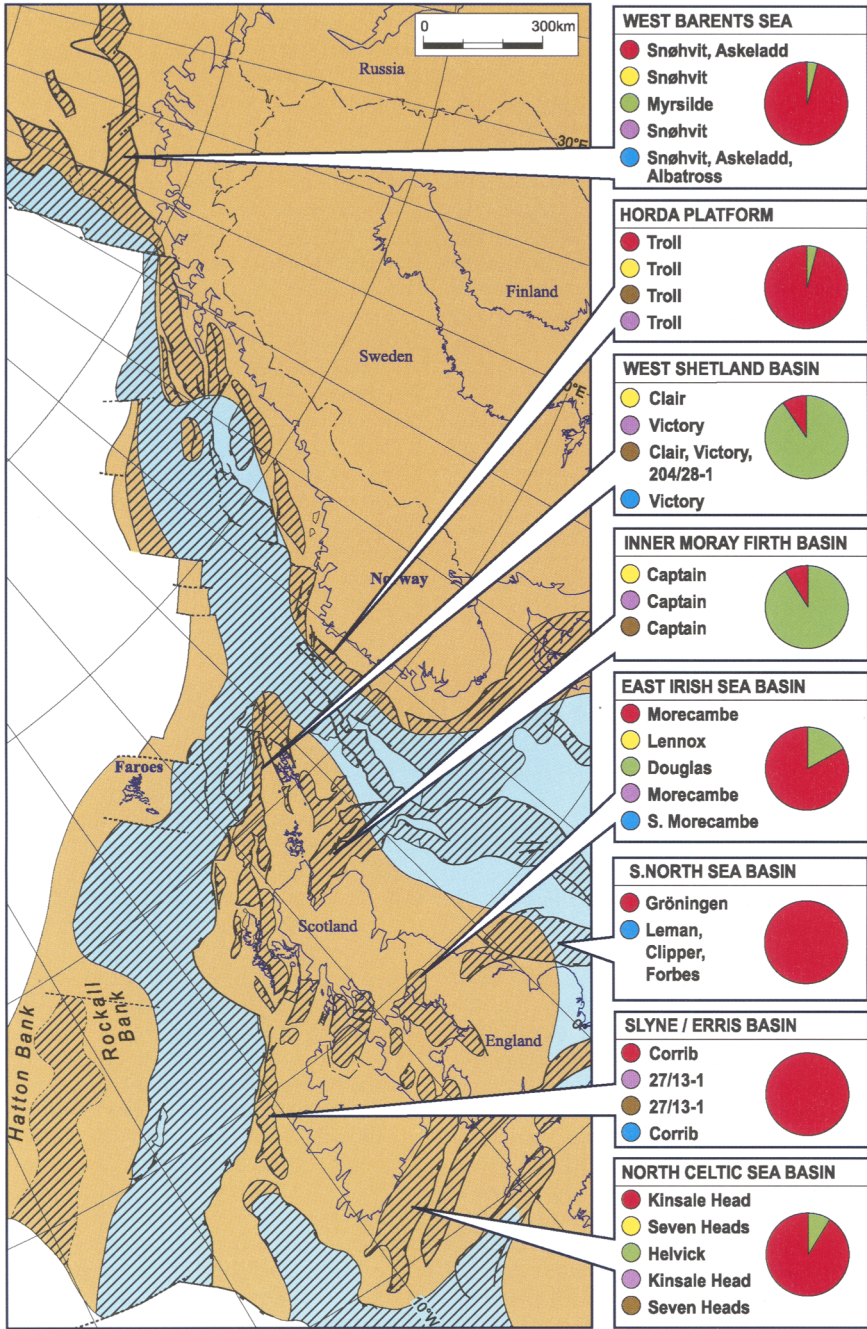 0 300km
Russia
30°E
Finland
Sweden
0°E
Norway
Faroes
Scotland
England
Rockall
Bank
Hatton Bank
10°W
WEST BARENTS SEA
Snøhvit, Askeladd
Snøhvit
Myrsilde
Snøhvit
Snøhvit, Askeladd,
Albatross
HORDA PLATFORM
Troll
Troll
Troll
Troll
WEST SHETLAND BASIN
Clair
Victory
Clair, Victory,
204/28-1
Victory
INNER MORAY FIRTH BASIN
Captain
Captain
Captain
EAST IRISH SEA BASIN
Morecambe
Lennox
Douglas
Morecambe
S. Morecambe
S.NORTH SEA BASIN
Gröningen
Leman,
Clipper,
Forbes
SLYNE / ERRIS BASIN
Corrib
27/13-1
27/13-1
Corrib
NORTH CELTIC SEA BASIN
Kinsale Head
Seven Heads
Helvick
Kinsale Head
Seven Heads